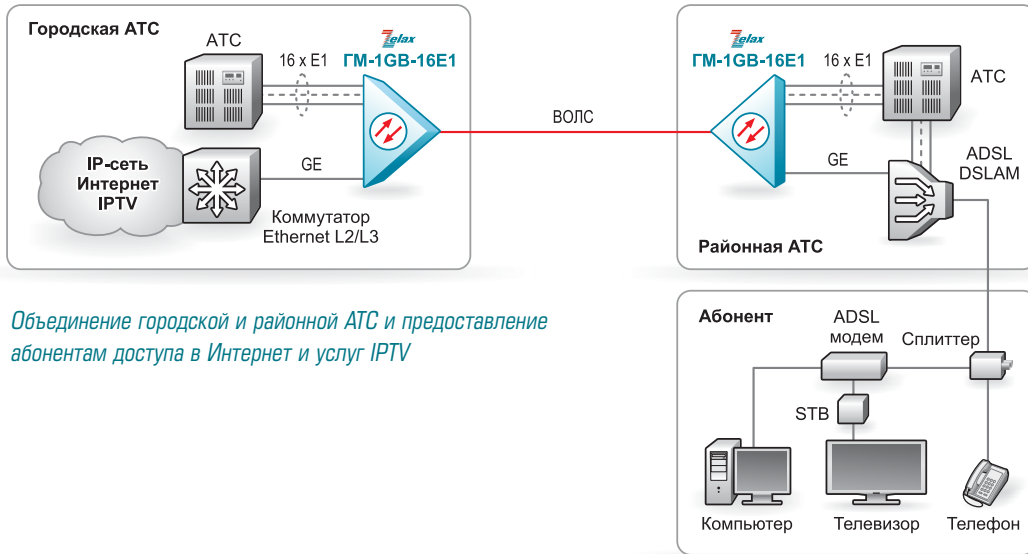 Городская АТС
АТС
16 x E1
Zelax
ГМ-1GB-16E1
GE
IP-сеть
Интернет
IPTV
Коммутатор
Ethernet L2/L3
ВОЛС
Zelax
ГМ-1GB-16E1
16 x E1
АТС
GE
ADSL
DSLAM
Районная АТС
Объединение городской и районной АТС и предоставление
абонентам доступа в Интернет и услуг IPTV
Абонент
ADSL
модем
Сплиттер
STB
Компьютер
Телевизор
Телефон